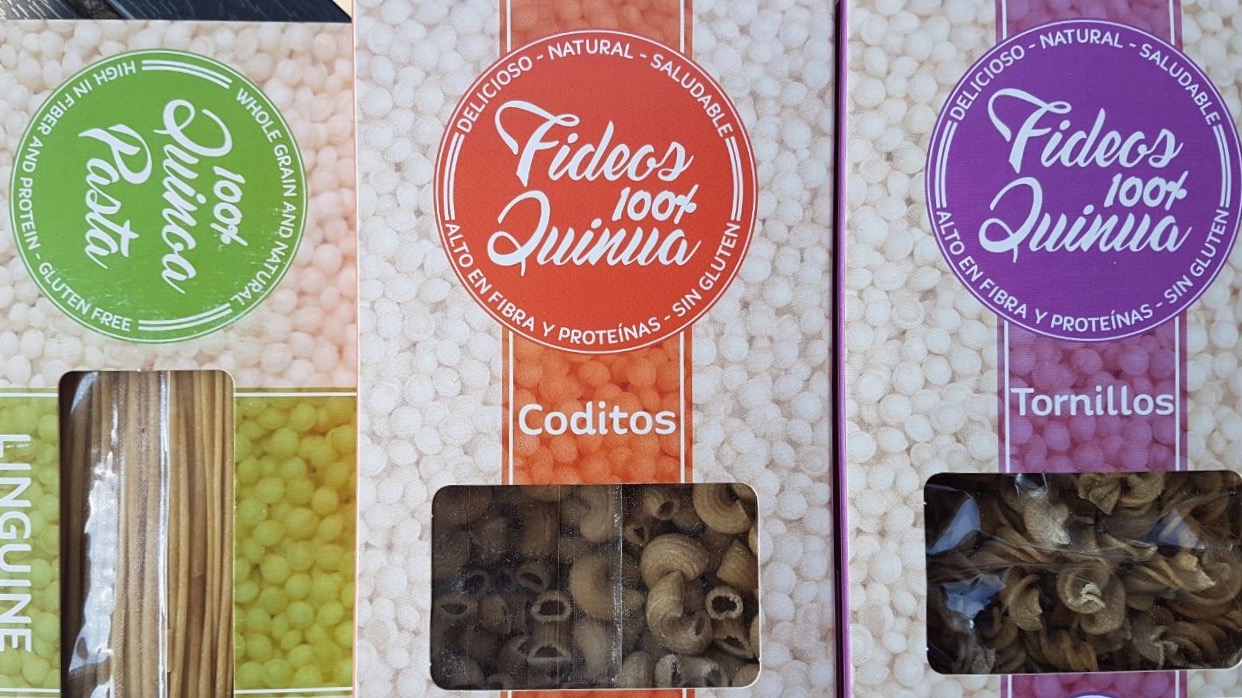 WHOLE GRAIN AND NATURAL
100%
Quinoa
Pasta
HIGH IN FIBER AND PROTEIN - GLUTEN FREE
LINGUINE
DELICIOSO - NATURAL - SALUDABLE
Fideos
100%
Quinua
ALTO EN FIBRA Y PROTEÍNAS - SIN GLUTEN
Coditos
DELICIOSO - NATURAL - SALUDABLE
Fideos
100%
Quinua
ALTO EN FIBRA Y PROTEÍNAS - SIN GLUTEN
Tornillos